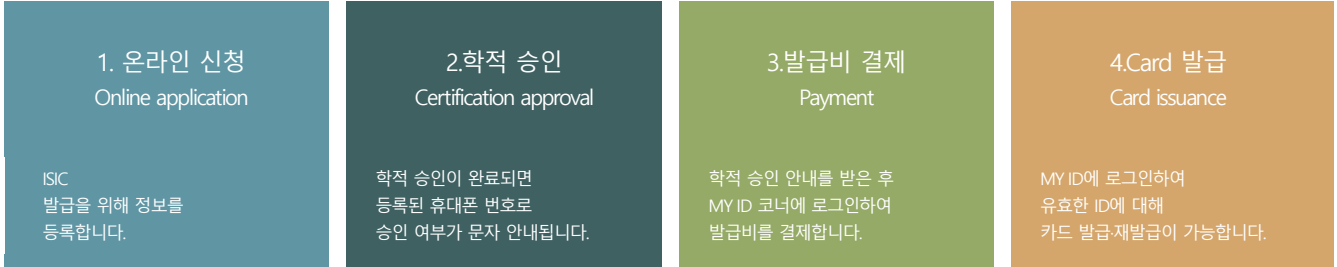 1. 온라인 신청
Online application
ISIC
발급을 위해 정보를
등록합니다.
2.학적 승인
Certification approval
학적 승인이 완료되면
등록된 휴대폰 번호로
승인 여부가 문자 안내됩니다.
3.발급비 결제
Payment
학적 승인 안내를 받은 후
MY ID 코너에 로그인하여
발급비를 결제합니다.
4.Card 발급
Card issuance
MY ID에 로그인하여
유효한 ID에 대해
카드 발급·재발급이 가능합니다.